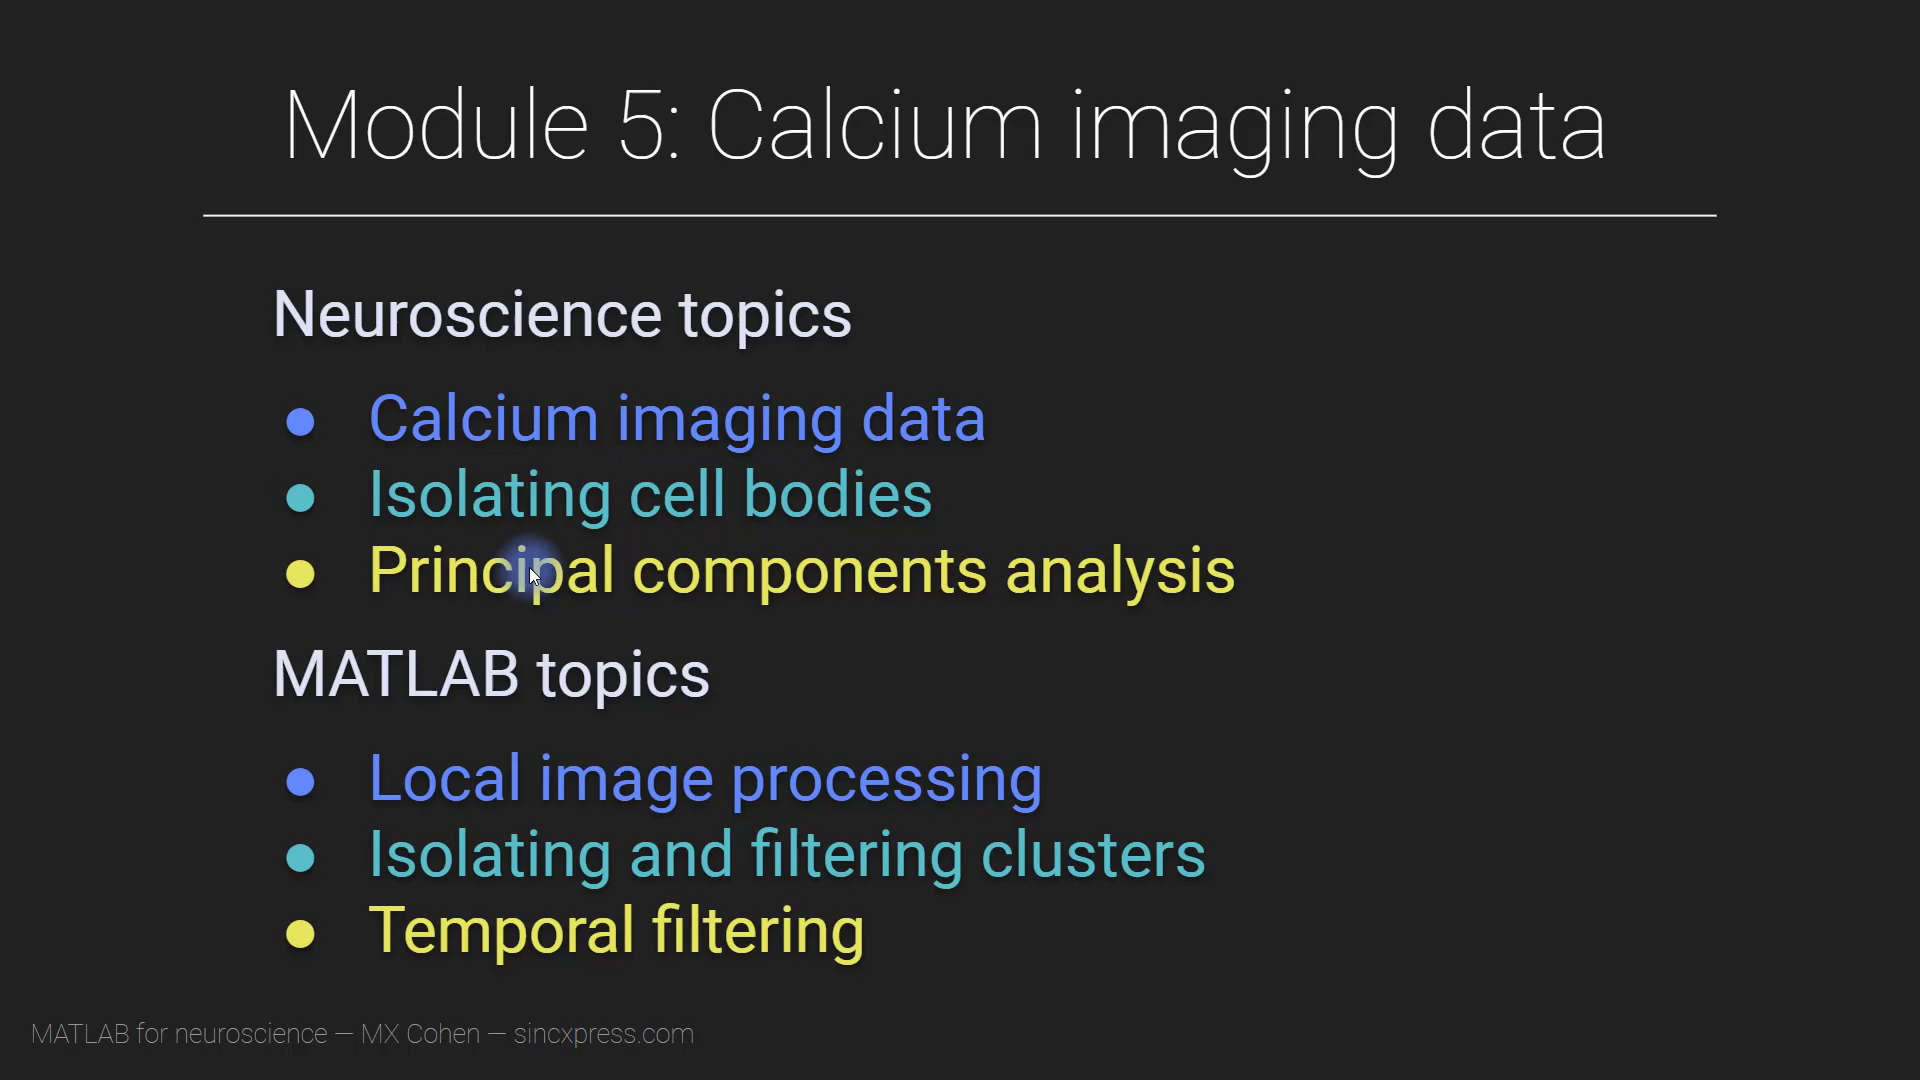 Module 5: Calcium imaging data
Neuroscience topics
● Calcium imaging data
● Isolating cell bodies
● Principal components analysis
MATLAB topics
● Local image processing
● Isolating and filtering clusters
● Temporal filtering
MATLAB for neuroscience — MX Cohen — sincxpress.com